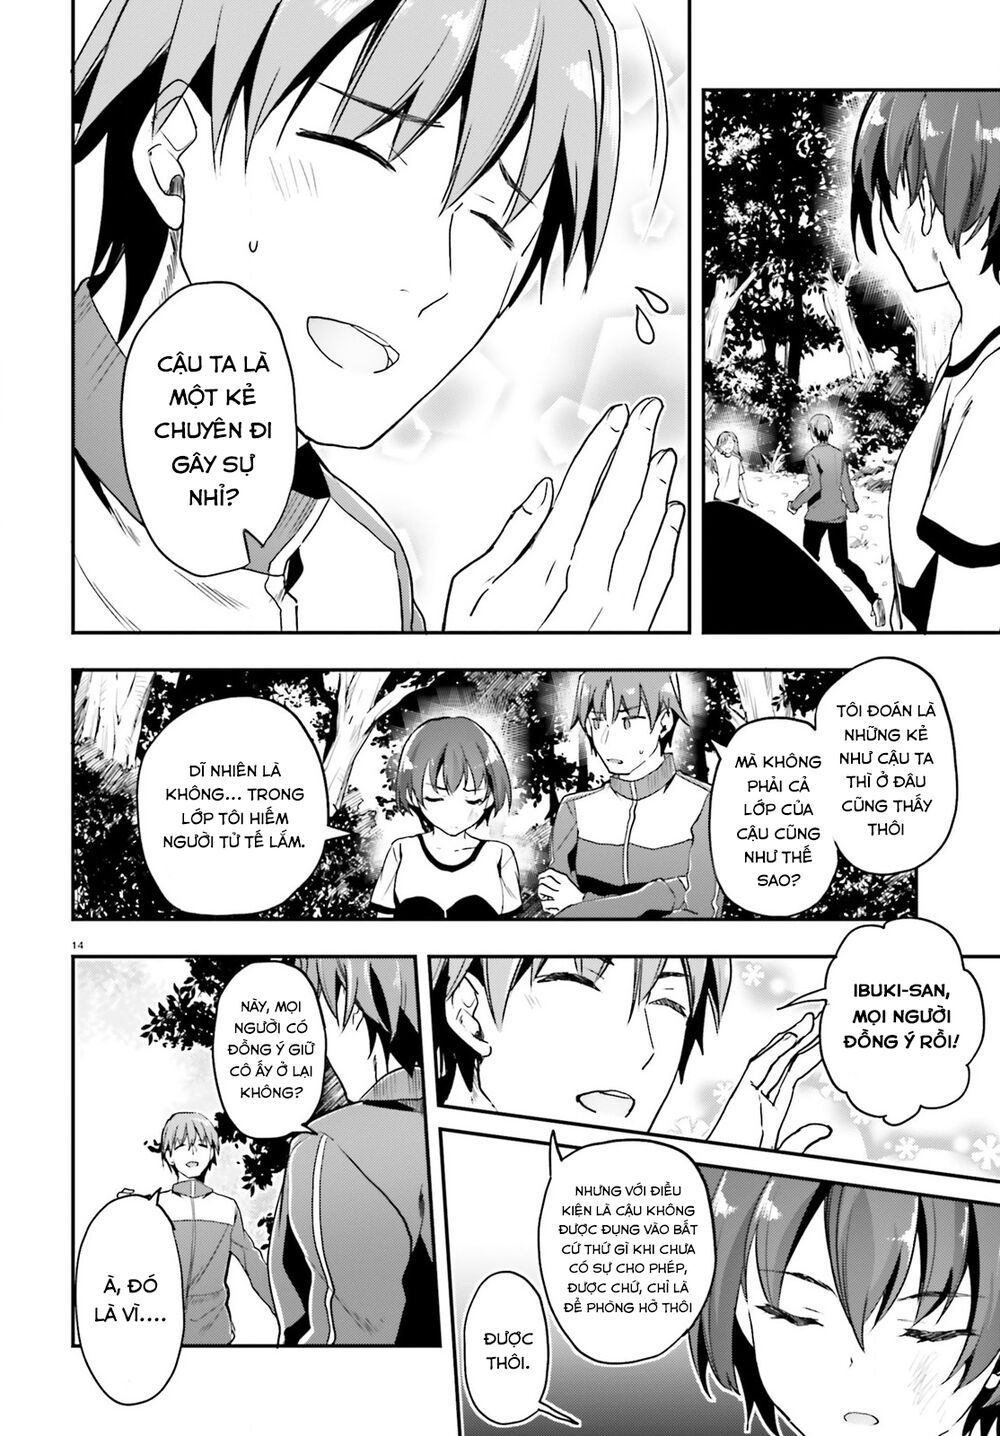 CẬU TA LÀ
MỘT KẺ
CHUYÊN ĐI
GÂY SỰ
NHỈ?
TÔI ĐOÁN LÀ
NHỮNG KẺ
NHƯ CẬU TA
THÌ Ở ĐÂU
CŨNG THẤY
THÔI
MÀ KHÔNG
PHẢI CẢ
LỚP CỦA
CẬU CŨNG
NHƯ THẾ
SAO?
DĨ NHIÊN LÀ
KHÔNG... TRONG
LỚP TÔI HIẾM
NGƯỜI TỬ TẾ LẮM.
14
IBUKI-SAN,
MỌI NGƯỜI
ĐỒNG Ý RỒI!
NHƯNG VỚI ĐIỀU
KIỆN LÀ CẬU KHÔNG
ĐƯỢC ĐỤNG VÀO BẤT
CỨ THỨ GÌ KHI CHƯA
CÓ SỰ CHO PHÉP,
ĐƯỢC CHỨ, CHỈ LÀ
ĐỂ PHÒNG HỜ THÔI
ĐƯỢC
THÔI.
NÀY, MỌI
NGƯỜI CÓ
ĐỒNG Ý GIỮ
CÔ ẤY Ở LẠI
KHÔNG?
À, ĐÓ
LÀ VÌ....